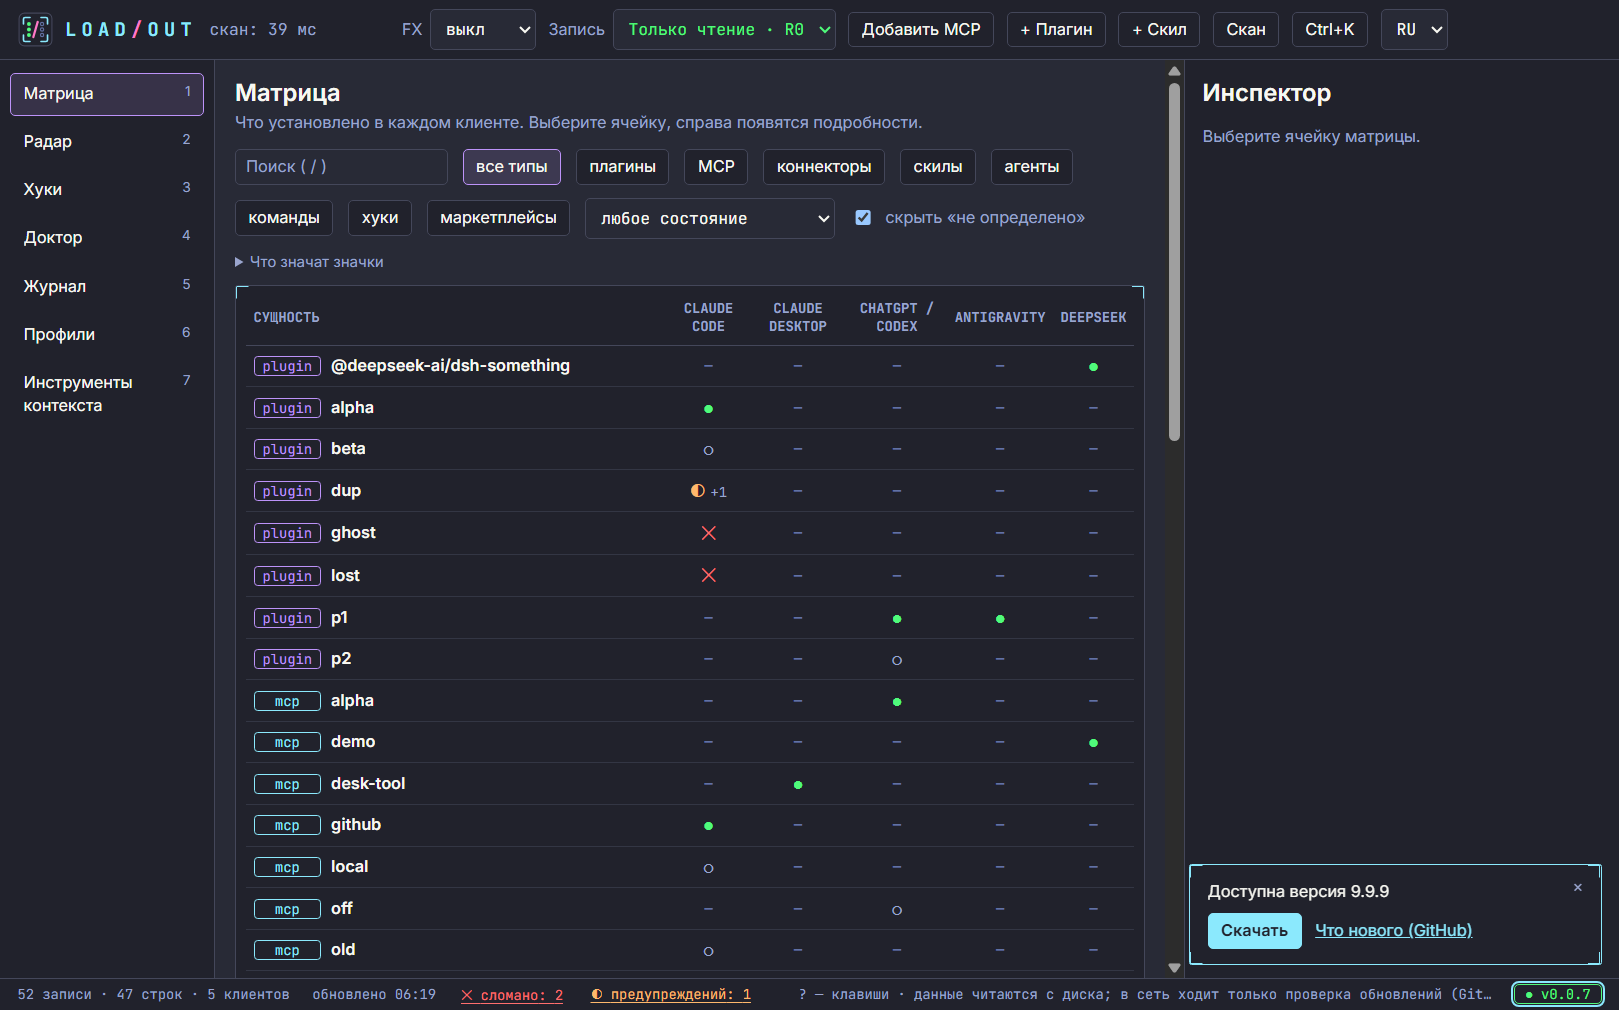 LOAD/OUT скан: 39 мс FX выкл Запись Только чтение · R0 Добавить MCP + Плагин + Скил Скан Ctrl+K RU
Матрица 1
Радар 2
Хуки 3
Доктор 4
Журнал 5
Профили 6
Инструменты контекста 7
Матрица
Что установлено в каждом клиенте. Выберите ячейку, справа появятся подробности.
Поиск ( / ) все типы плагины MCP коннекторы скилы агенты
команды хуки маркетплейсы любое состояние скрыть «не определено»
Что значат значки
СУЩНОСТЬ CLAUDE CODE CLAUDE DESKTOP CHATGPT / CODEX ANTIGRAVITY DEEPSEEK
plugin @deepseek-ai/dsh-something – – – – ●
plugin alpha ● – – – –
plugin beta ○ – – – –
plugin dup ◐ +1 – – – –
plugin ghost ✕ – – – –
plugin lost ✕ – – – –
plugin p1 – – ● ● –
plugin p2 – – ○ – –
mcp alpha – – ● – –
mcp demo – – – – ●
mcp desk-tool – ● – – –
mcp github ● – – – –
mcp local ○ – – – –
mcp off – – ○ – –
mcp old ○ – – – –
Инспектор
Выберите ячейку матрицы.
Доступна версия 9.9.9 ×
Скачать Что нового (GitHub)
52 записи · 47 строк · 5 клиентов обновлено 06:19 ✕ сломано: 2 ◐ предупреждений: 1 ? — клавиши · данные читаются с диска; в сеть ходит только проверка обновлений (Git… ● v0.0.7